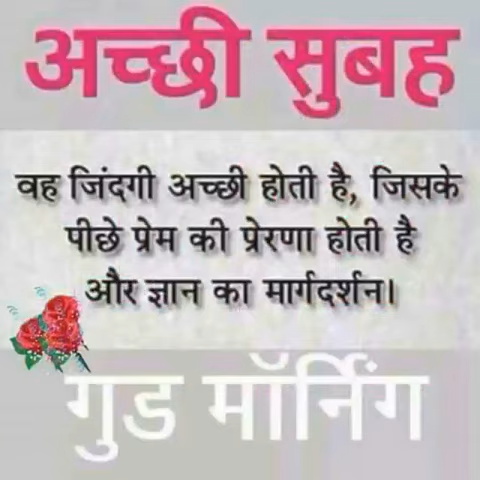 अच्छी सुबह
वह जिंदगी अच्छी होती है, जिसके
पीछे प्रेम की प्रेरणा होती है
और ज्ञान का मार्गदर्शन।
गुड मॉर्निंग